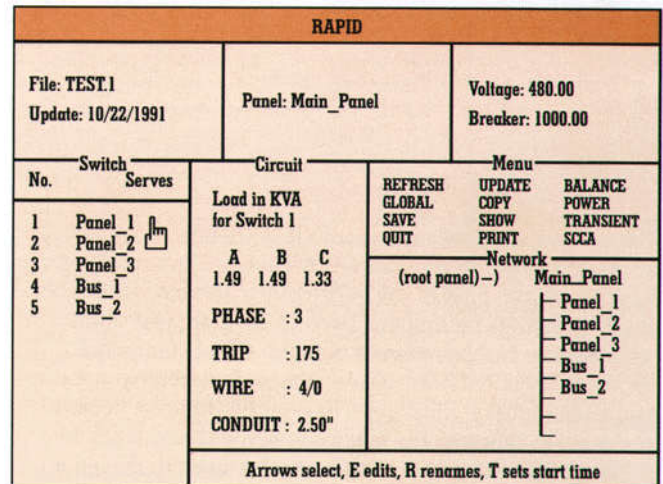 RAPID
File: TEST.1
Update: 10/22/1991
Panel: Main_Panel
Voltage: 480.00
Breaker: 1000.00
Switch
No. Serves
1 Panel_1
2 Panel_2
3 Panel_3
4 Bus_1
5 Bus_2
Circuit
Load in KVA
for Switch 1
A B C
1.49 1.49 1.33
PHASE : 3
TRIP : 175
WIRE : 4/0
CONDUIT : 2.50"
Menu
REFRESH UPDATE BALANCE
GLOBAL COPY POWER
SAVE SHOW TRANSIENT
QUIT PRINT SCCA
Network
(root panel)–) Main_Panel
Panel_1
Panel_2
Panel_3
Bus_1
Bus_2
Arrows select, E edits, R renames, T sets start time